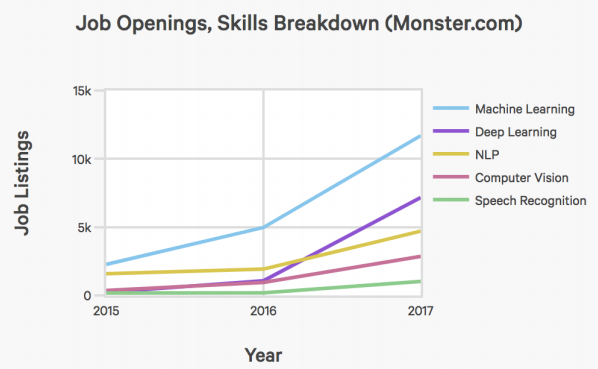 Job Openings, Skills Breakdown (Monster.com)
15k
10k
5k
0
Job Listings
2015
2016
2017
Year
Machine Learning
Deep Learning
NLP
Computer Vision
Speech Recognition